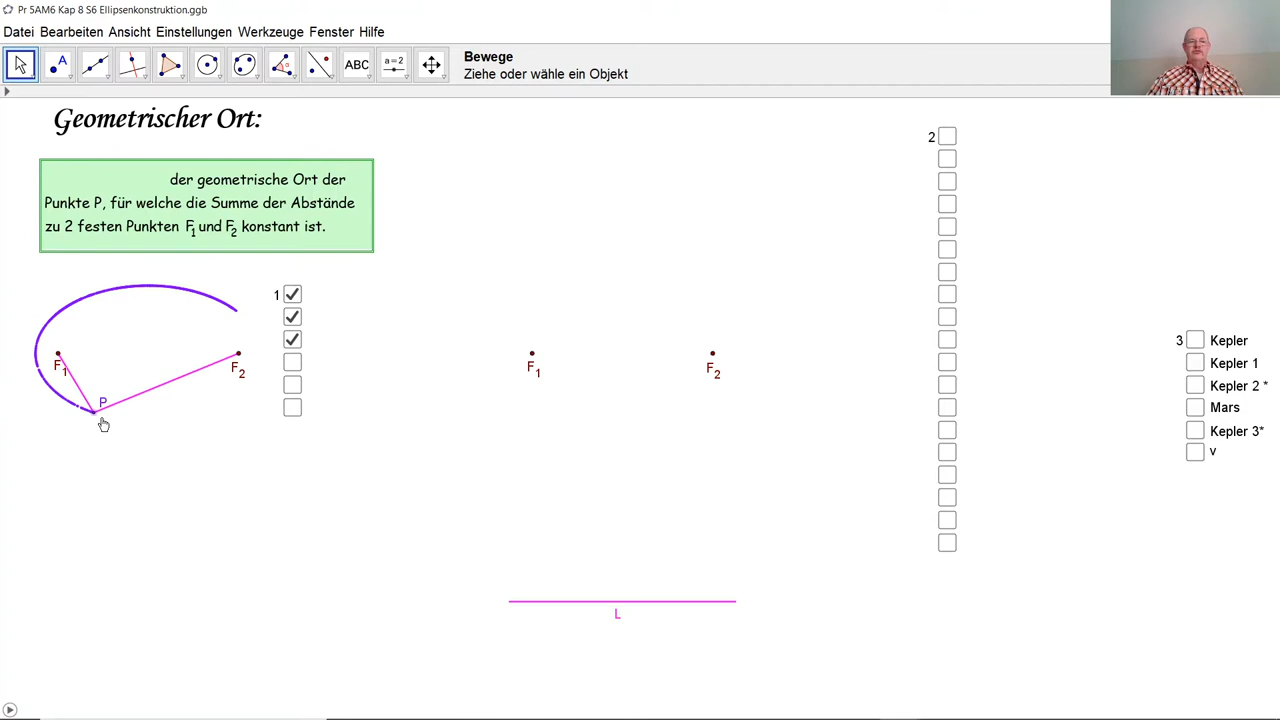 Pr 5AM6 Kap 8 S6 Ellipsenkonstruktion.ggb
Datei Bearbeiten Ansicht Einstellungen Werkzeuge Fenster Hilfe
A
ABC
a=2
Bewege
Ziehe oder wähle ein Objekt
Geometrischer Ort:
der geometrische Ort der
Punkte P, für welche die Summe der Abstände
zu 2 festen Punkten F₁ und F₂ konstant ist.
1
F₁
F₂
P
F₁
F₂
L
2
3 Kepler
Kepler 1
Kepler 2 *
Mars
Kepler 3*
v